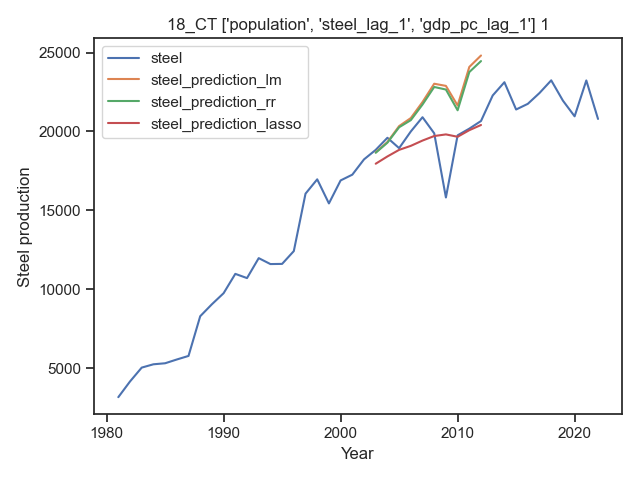 18_CT ['population', 'steel_lag_1', 'gdp_pc_lag_1'] 1
steel
steel_prediction_lm
steel_prediction_rr
steel_prediction_lasso
25000
20000
15000
10000
5000
Steel production
1980
1990
2000
2010
2020
Year